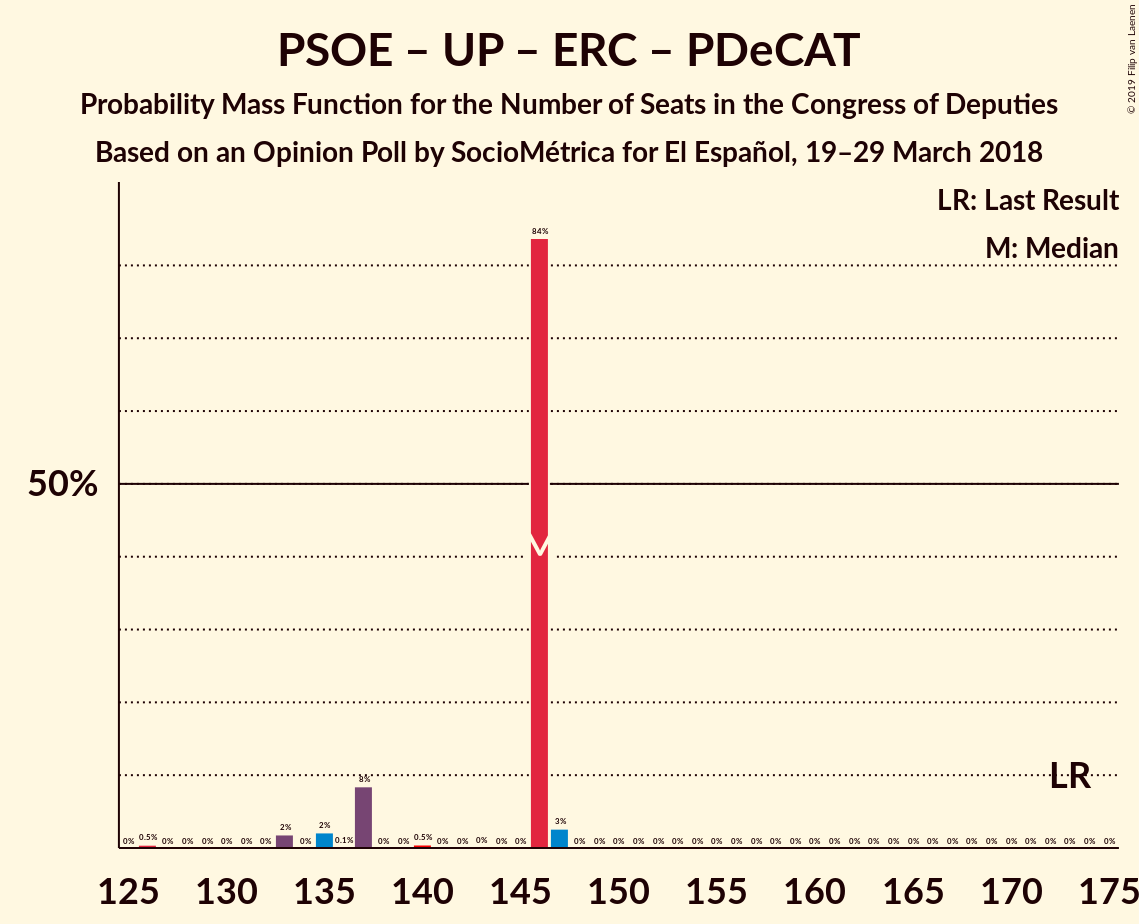 PSOE – UP – ERC – PDeCAT
Probability Mass Function for the Number of Seats in the Congress of Deputies
Based on an Opinion Poll by SocioMétrica for El Español, 19–29 March 2018
© 2019 Filip van Laenen
LR: Last Result
M: Median
84%
50%
LR
8%
3%
2% 2%
0% 0.5% 0% 0% 0% 0% 0% 0% 0% 0.1% 0% 0% 0.5% 0% 0% 0% 0% 0% 0% 0% 0% 0% 0% 0% 0% 0% 0% 0% 0% 0% 0% 0% 0% 0% 0% 0% 0% 0% 0% 0% 0% 0% 0% 0% 0% 0%
125 130 135 140 145 150 155 160 165 170 175